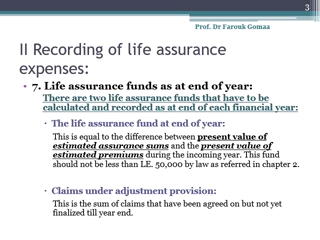 3
Prof. Dr Farouk Gomaa
II Recording of life assurance
expenses:
• 7. Life assurance funds as at end of year:
There are two life assurance funds that have to be
calculated and recorded as at end of each financial year:
▪ The life assurance fund at end of year:
This is equal to the difference between present value of
estimated assurance sums and the present value of
estimated premiums during the incoming year. This fund
should not be less than LE. 50,000 by law as referred in chapter 2.
▪ Claims under adjustment provision:
This is the sum of claims that have been agreed on but not yet
finalized till year end.